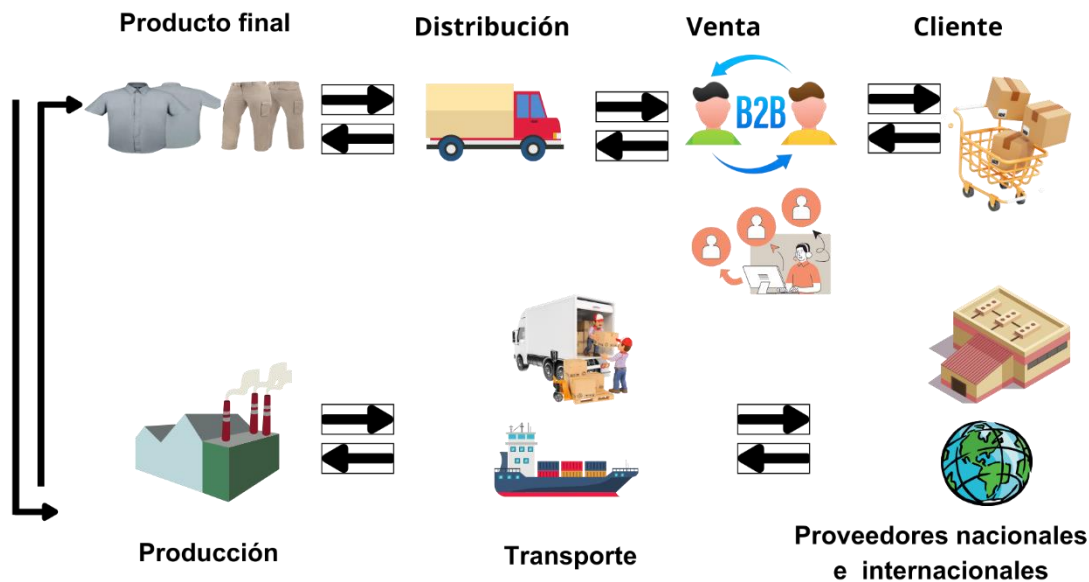 Producto final
Distribución
Venta
Cliente
B2B
Producción
Transporte
Proveedores nacionales
e internacionales